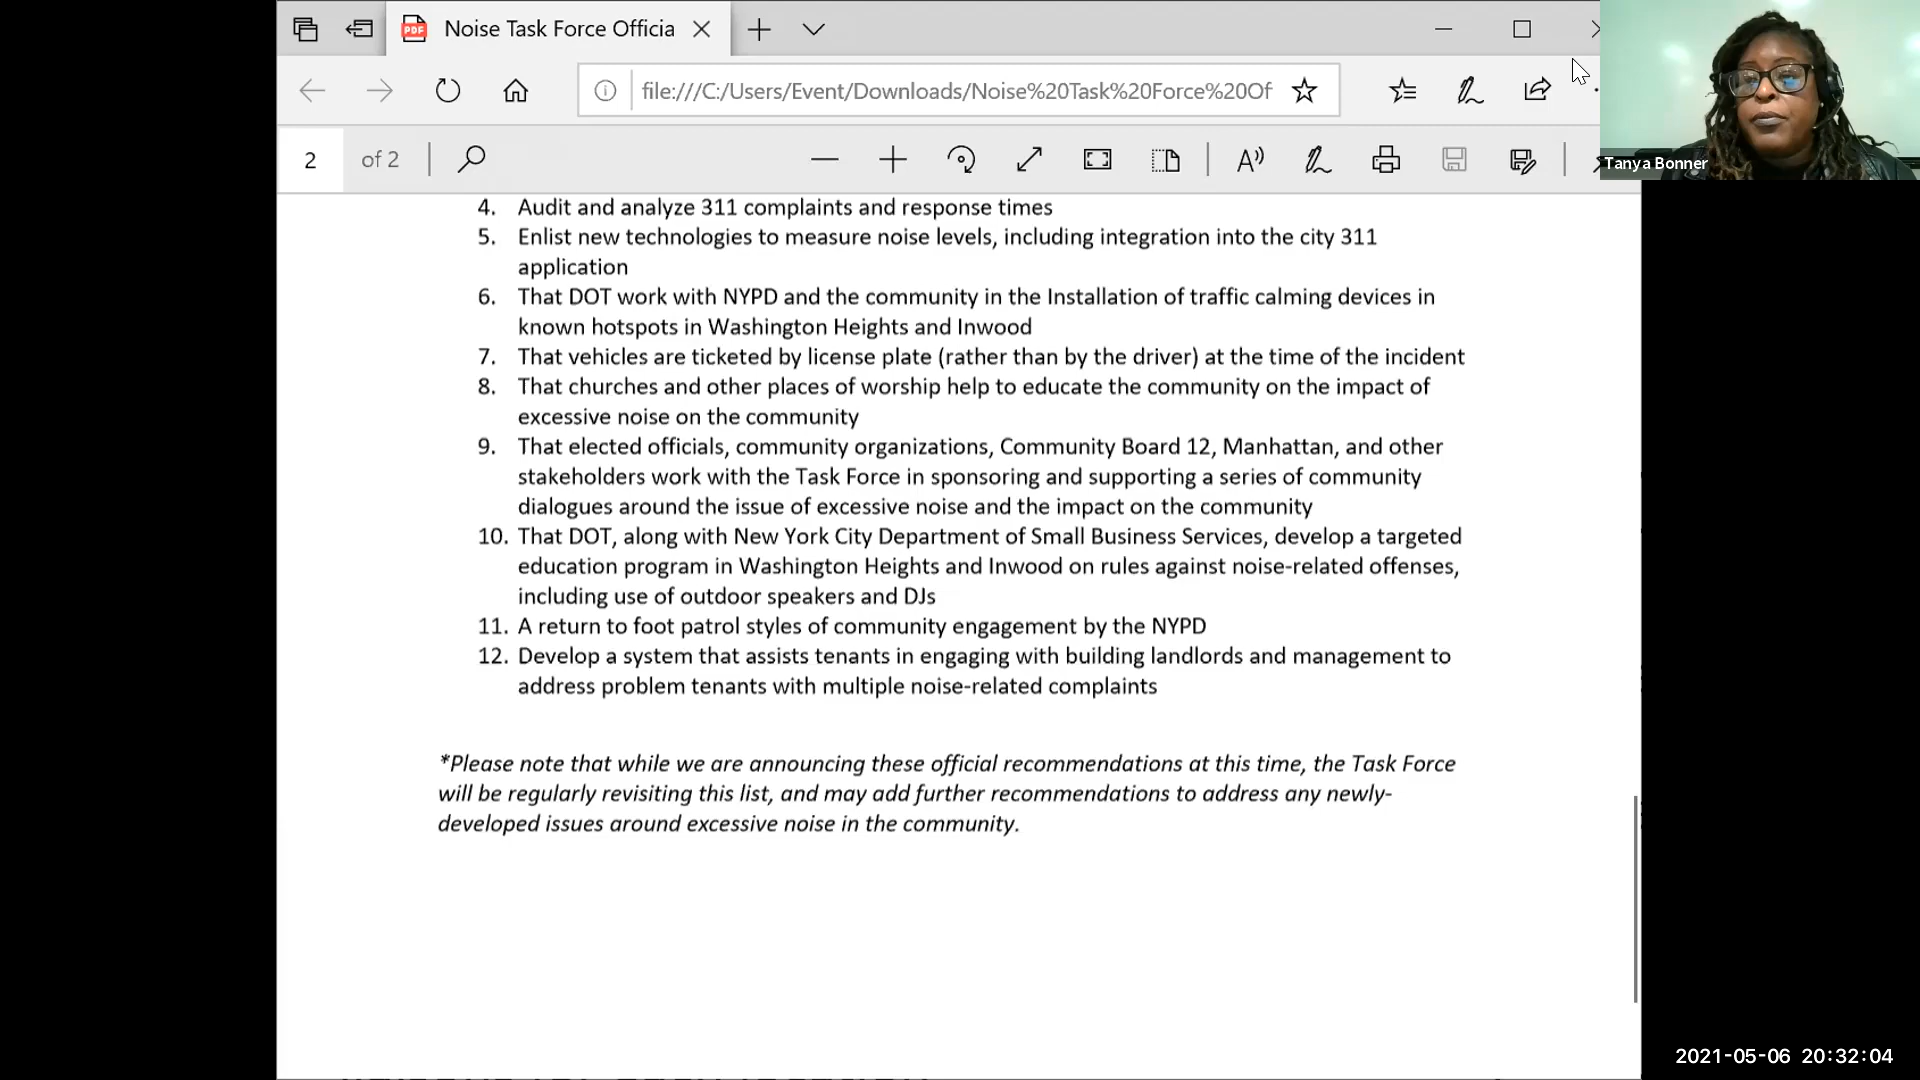 Noise Task Force Officia
file:///C:/Users/Event/Downloads/Noise%20Task%20Force%20Of
2 of 2
Tanya Bonner
4. Audit and analyze 311 complaints and response times
5. Enlist new technologies to measure noise levels, including integration into the city 311
application
6. That DOT work with NYPD and the community in the Installation of traffic calming devices in
known hotspots in Washington Heights and Inwood
7. That vehicles are ticketed by license plate (rather than by the driver) at the time of the incident
8. That churches and other places of worship help to educate the community on the impact of
excessive noise on the community
9. That elected officials, community organizations, Community Board 12, Manhattan, and other
stakeholders work with the Task Force in sponsoring and supporting a series of community
dialogues around the issue of excessive noise and the impact on the community
10. That DOT, along with New York City Department of Small Business Services, develop a targeted
education program in Washington Heights and Inwood on rules against noise-related offenses,
including use of outdoor speakers and DJs
11. A return to foot patrol styles of community engagement by the NYPD
12. Develop a system that assists tenants in engaging with building landlords and management to
address problem tenants with multiple noise-related complaints
*Please note that while we are announcing these official recommendations at this time, the Task Force
will be regularly revisiting this list, and may add further recommendations to address any newly-
developed issues around excessive noise in the community.
2021-05-06 20:32:04